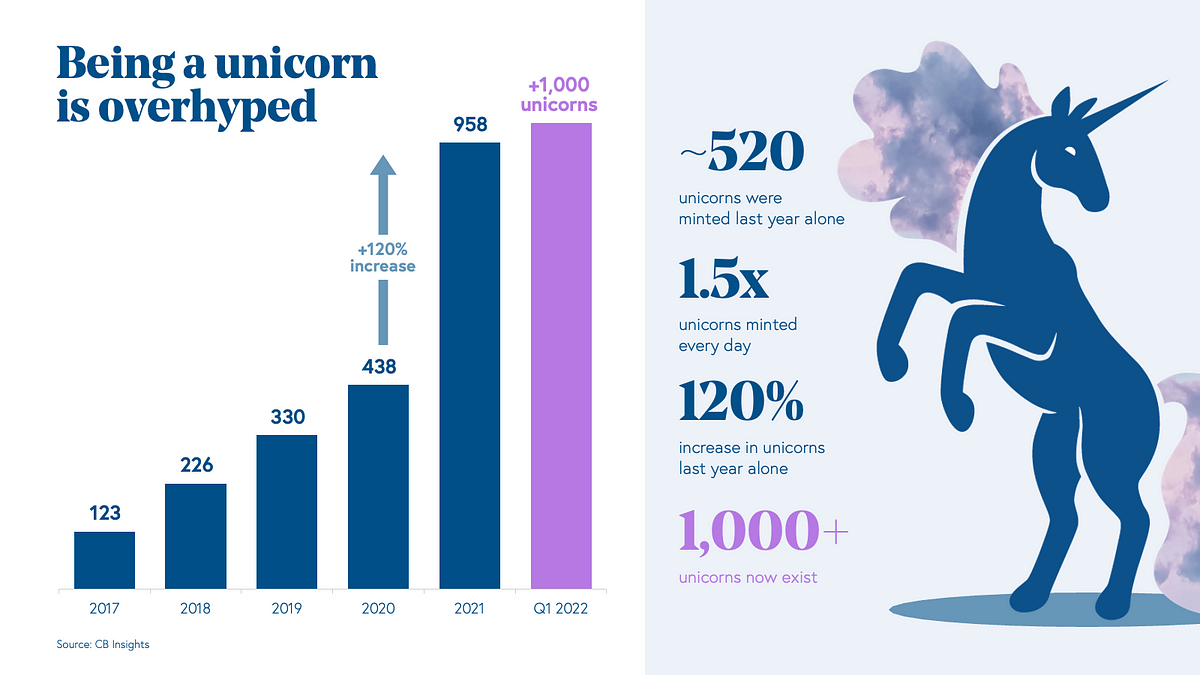 Being a unicorn
is overhyped
+1,000
unicorns
958
+120%
increase
438
330
226
123
2017
2018
2019
2020
2021
Q1 2022
Source: CB Insights
~520
unicorns were
minted last year alone
1.5x
unicorns minted
every day
120%
increase in unicorns
last year alone
1,000+
unicorns now exist